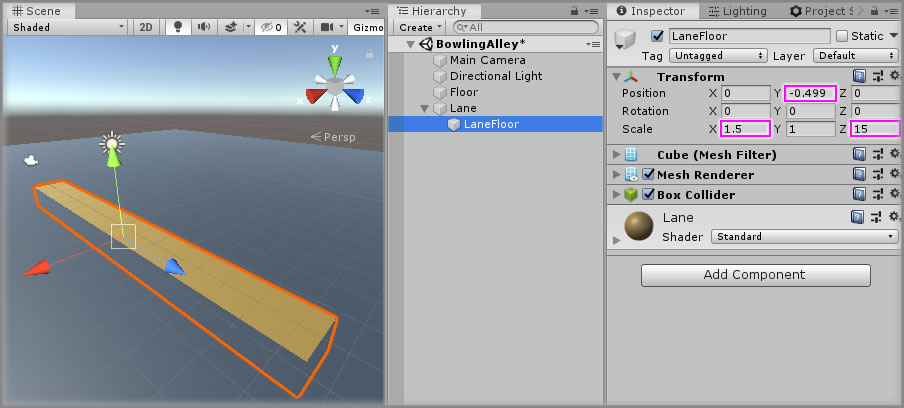 Scene
Shaded 2D 0 Gizmo
y
x z
Persp
Hierarchy
Create All
BowlingAlley*
Main Camera
Directional Light
Floor
Lane
LaneFloor
Inspector Lighting Project S
LaneFloor Static
Tag Untagged Layer Default
Transform
Position X 0 Y -0.499 Z 0
Rotation X 0 Y 0 Z 0
Scale X 1.5 Y 1 Z 15
Cube (Mesh Filter)
Mesh Renderer
Box Collider
Lane
Shader Standard
Add Component